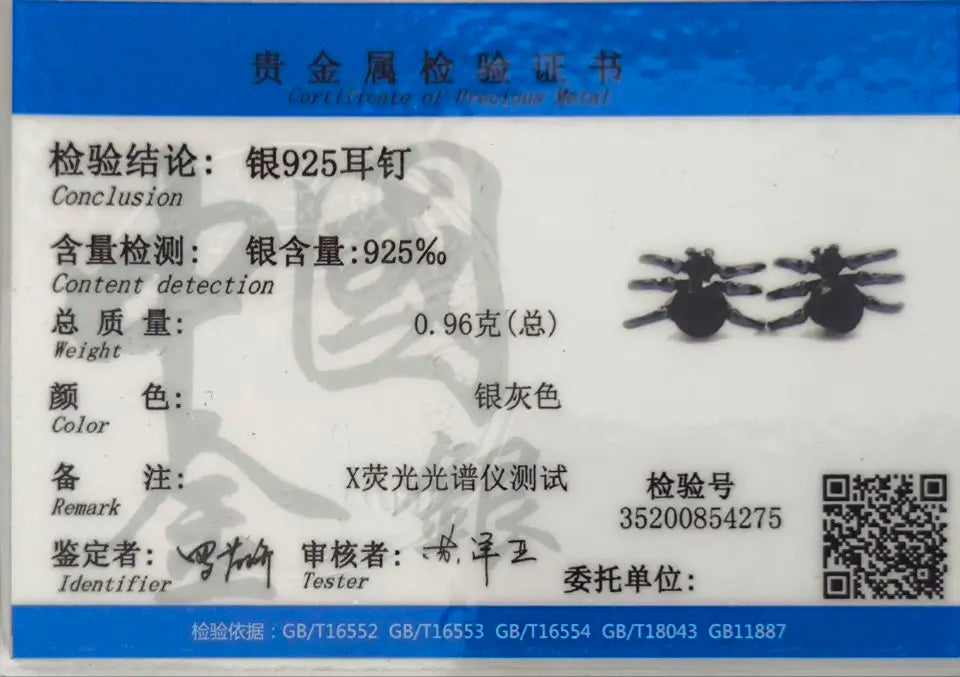 贵金属检验证书
Certificate of Precious Metal
检验结论: 银925耳钉
Conclusion
含量检测: 银含量:925‰
Content detection
总质量: 0.96克(总)
Weight
颜色: 银灰色
Color
备注: X荧光光谱仪测试
Remark
检验号
35200854275
鉴定者: 审核者:
Identifier Tester
委托单位:
检验依据:GB/T16552 GB/T16553 GB/T16554 GB/T18043 GB11887
中國金銀